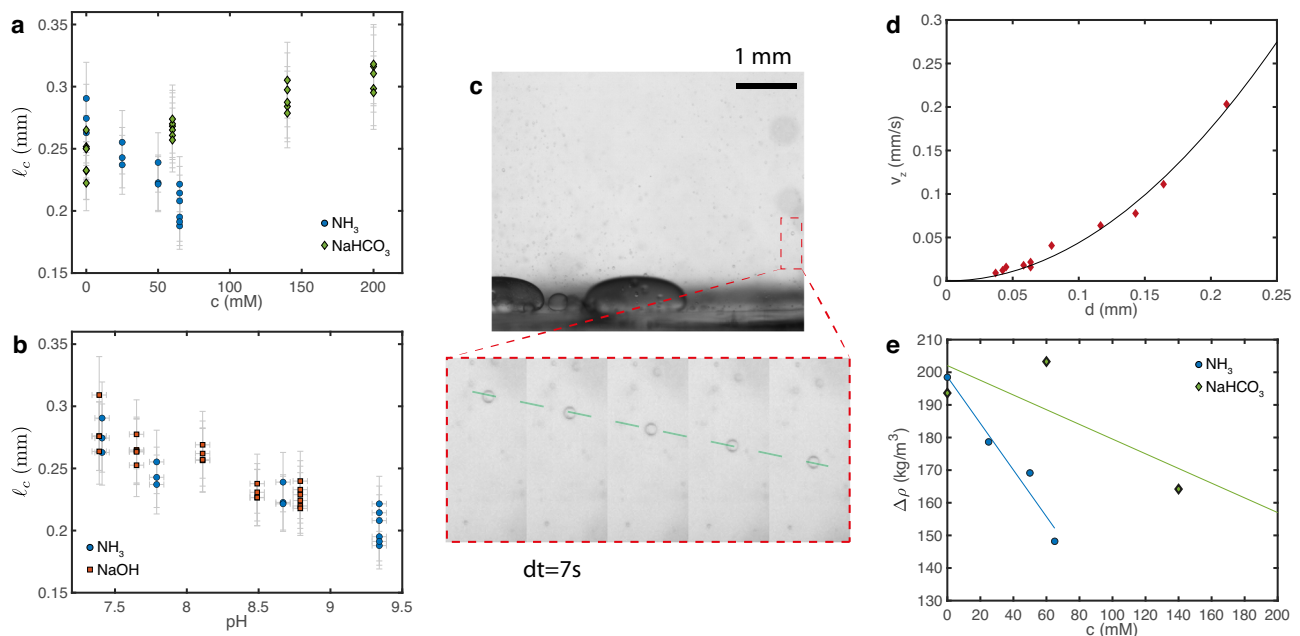 a
0.35
0.3
0.25
0.2
0.15
ℓc (mm)
0 50 100 150 200
c (mM)
NH₃
NaHCO₃
b
0.35
0.3
0.25
0.2
0.15
ℓc (mm)
7.5 8 8.5 9 9.5
pH
NH₃
NaOH
c
1 mm
dt=7s
d
0.3
0.25
0.2
0.15
0.1
0.05
0
v_z (mm/s)
0 0.05 0.1 0.15 0.2 0.25
d (mm)
e
210
200
190
180
170
160
150
140
130
Δρ (kg/m³)
0 20 40 60 80 100 120 140 160 180 200
c (mM)
NH₃
NaHCO₃